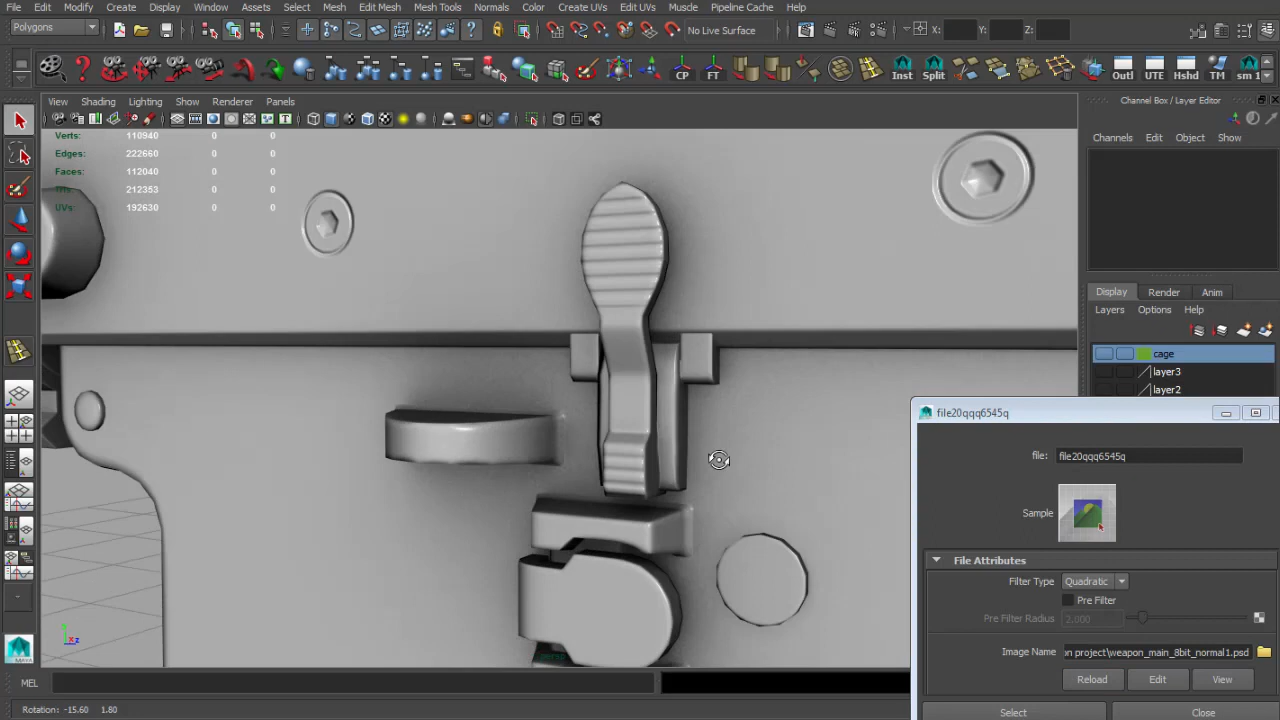 File Edit Modify Create Display Window Assets Select Mesh Edit Mesh Mesh Tools Normals Color Create UVs Edit UVs Muscle Pipeline Cache Help
Polygons No Live Surface X: Y: Z:
CP FT Inst Split Outl UTE Hshd TM sm 1
View Shading Lighting Show Renderer Panels
Channel Box / Layer Editor
Channels Edit Object Show
Verts: 110940 0 0
Edges: 222660 0 0
Faces: 112040 0 0
Tris: 212353 0 0
UVs: 192630 0 0
Display Render Anim
Layers Options Help
cage
layer3
layer2
file20qqq6545q
file: file20qqq6545q
Sample
File Attributes
Filter Type Quadratic
Pre Filter
Pre Filter Radius 2.000
Image Name on project\weapon_main_8bit_normal1.psd
Reload Edit View
Select Close
persp
MEL
Rotation: -15.60 1.80